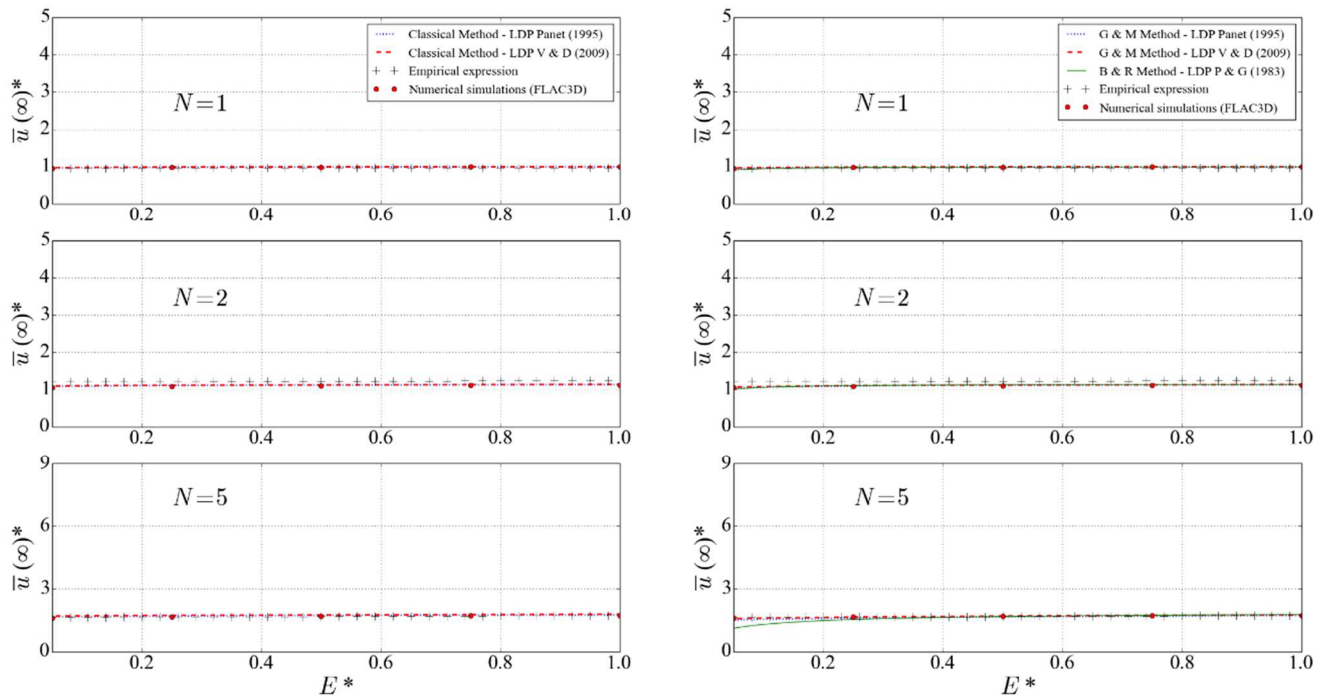 5
4
3
2
1
0
ū(∞)*
N=1
Classical Method - LDP Panet (1995)
Classical Method - LDP V & D (2009)
Empirical expression
Numerical simulations (FLAC3D)
0.2 0.4 0.6 0.8 1.0
5
4
3
2
1
0
ū(∞)*
N=2
0.2 0.4 0.6 0.8 1.0
9
6
3
0
ū(∞)*
N=5
0.2 0.4 0.6 0.8 1.0
E*
5
4
3
2
1
0
ū(∞)*
N=1
G & M Method - LDP Panet (1995)
G & M Method - LDP V & D (2009)
B & R Method - LDP P & G (1983)
Empirical expression
Numerical simulations (FLAC3D)
0.2 0.4 0.6 0.8 1.0
5
4
3
2
1
0
ū(∞)*
N=2
0.2 0.4 0.6 0.8 1.0
9
6
3
0
ū(∞)*
N=5
0.2 0.4 0.6 0.8 1.0
E*